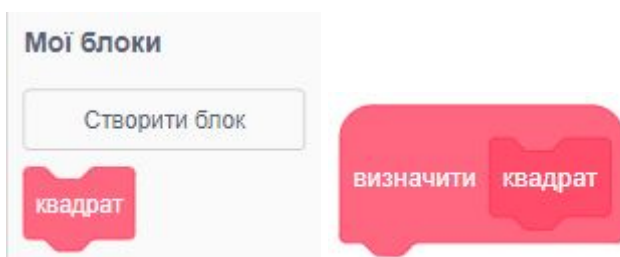 Мої блоки
Створити блок
квадрат
визначити квадрат